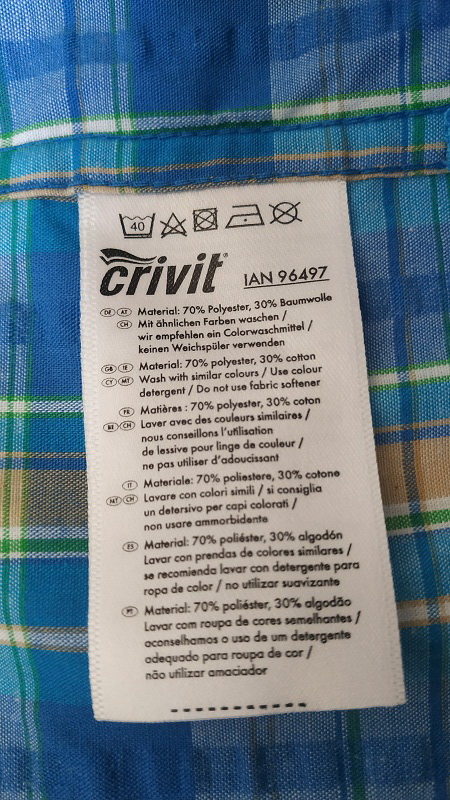 40
crivit
IAN 96497
DE AT Material: 70% Polyester, 30% Baumwolle
CH Mit ähnlichen Farben waschen /
wir empfehlen ein Colorwaschmittel /
keinen Weichspüler verwenden
GB IE Material: 70% polyester, 30% cotton
CY MT Wash with similar colours / Use colour
detergent / Do not use fabric softener
FR Matières : 70% polyester, 30% coton
BE CH Laver avec des couleurs similaires /
nous conseillons l'utilisation
de lessive pour linge de couleur /
ne pas utiliser d'adoucissant
IT Materiale: 70% poliestere, 30% cotone
MT CH Lavare con colori simili / si consiglia
un detersivo per capi colorati /
non usare ammorbidente
ES Material: 70% poliéster, 30% algodón
Lavar con prendas de colores similares /
se recomienda lavar con detergente para
ropa de color / no utilizar suavizante
PT Material: 70% poliéster, 30% algodão
Lavar com roupa de cores semelhantes /
aconselhamos o uso de um detergente
adequado para roupa de cor /
não utilizar amaciador